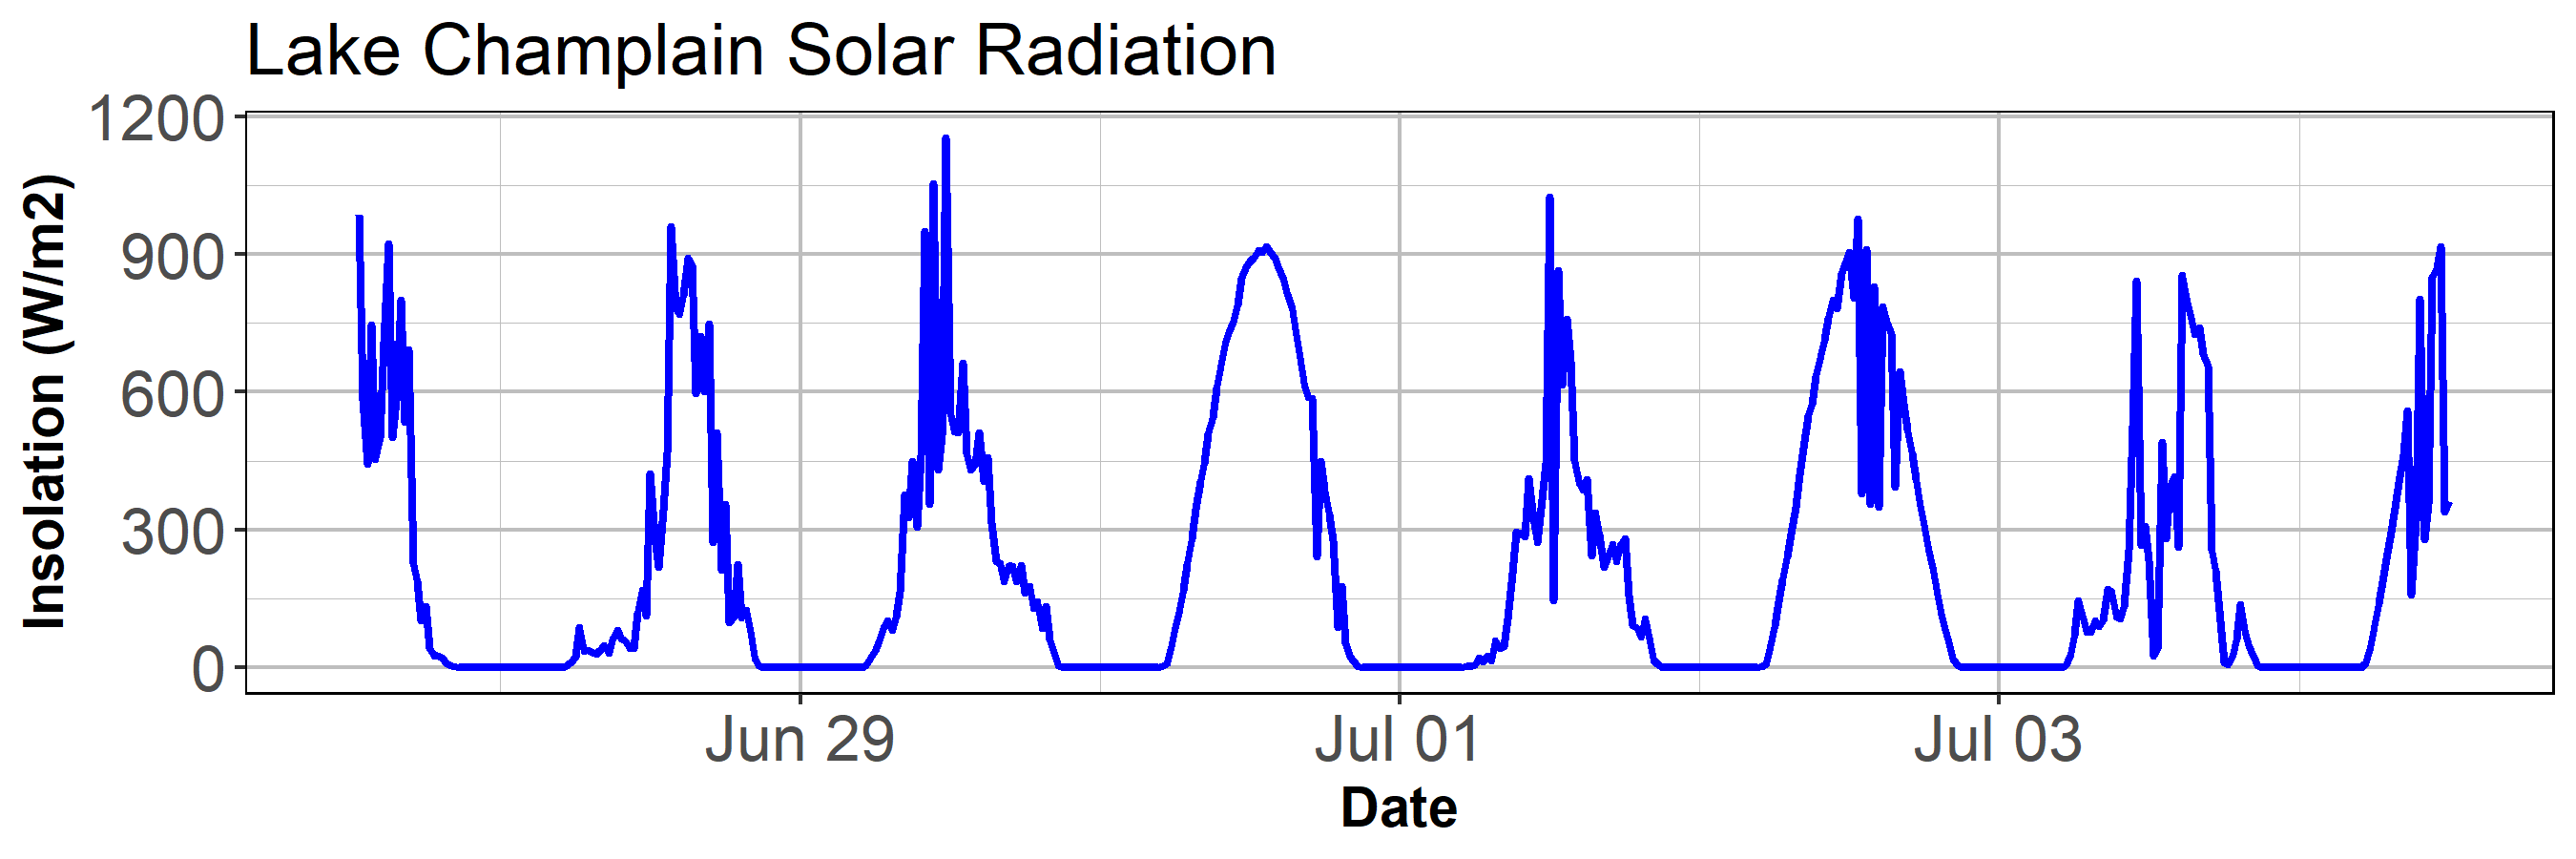 Lake Champlain Solar Radiation
1200
900
600
300
0
Insolation (W/m2)
Jun 29 Jul 01 Jul 03
Date